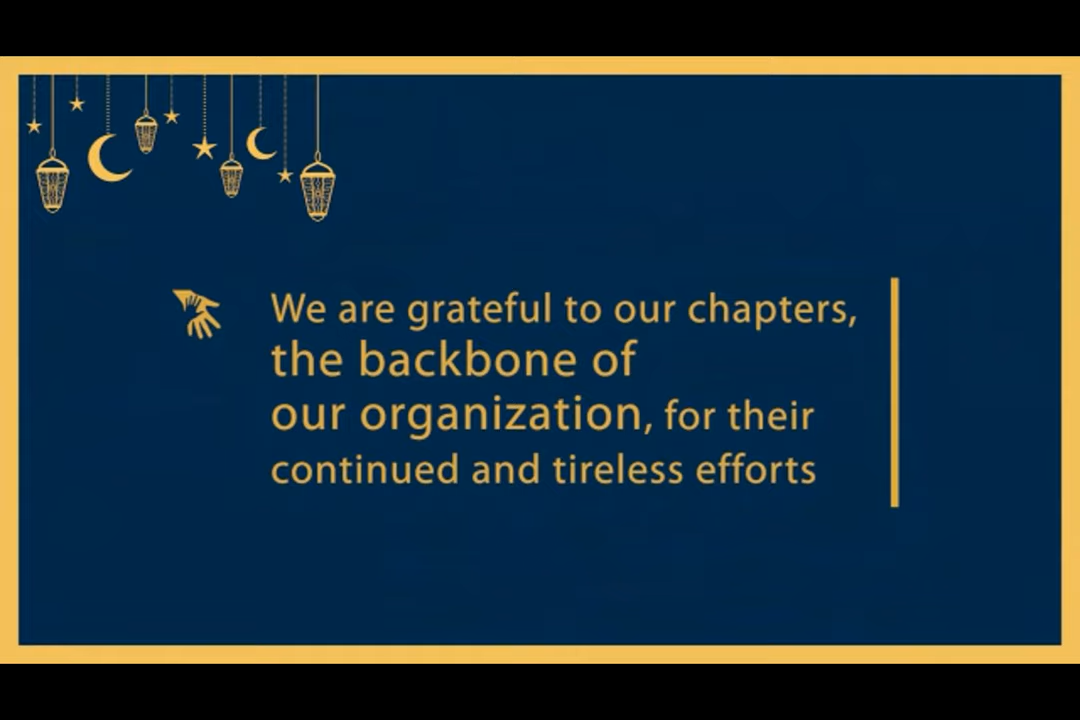 We are grateful to our chapters,
the backbone of
our organization, for their
continued and tireless efforts